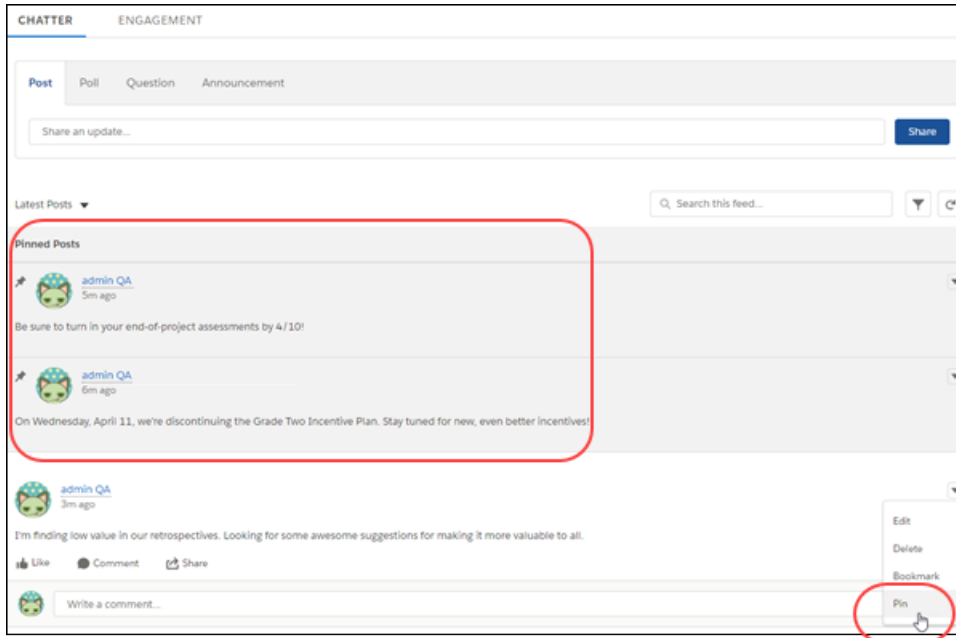 CHATTER ENGAGEMENT
Post Poll Question Announcement
Share an update... Share
Latest Posts Search this feed...
Pinned Posts
admin QA
5m ago
Be sure to turn in your end-of-project assessments by 4/10!
admin QA
6m ago
On Wednesday, April 11, we're discontinuing the Grade Two Incentive Plan. Stay tuned for new, even better incentives!
admin QA
3m ago
I'm finding low value in our retrospectives. Looking for some awesome suggestions for making it more valuable to all.
Like Comment Share
Write a comment...
Edit
Delete
Bookmark
Pin